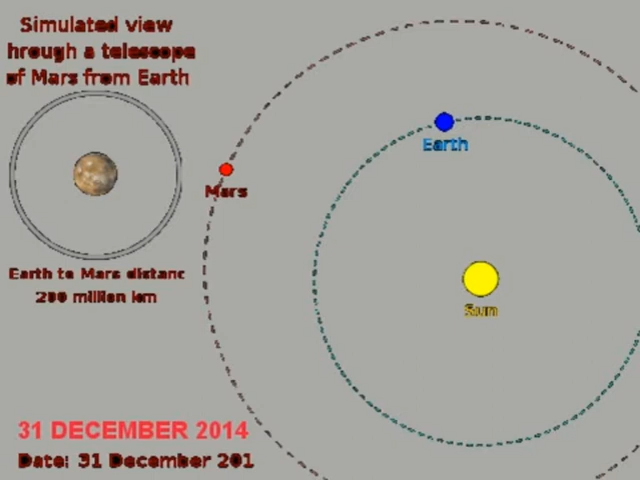 Simulated view
hrough a telescope
of Mars from Earth
Earth
Mars
Earth to Mars distanc
200 million km
Sun
31 DECEMBER 2014
Date: 31 December 201